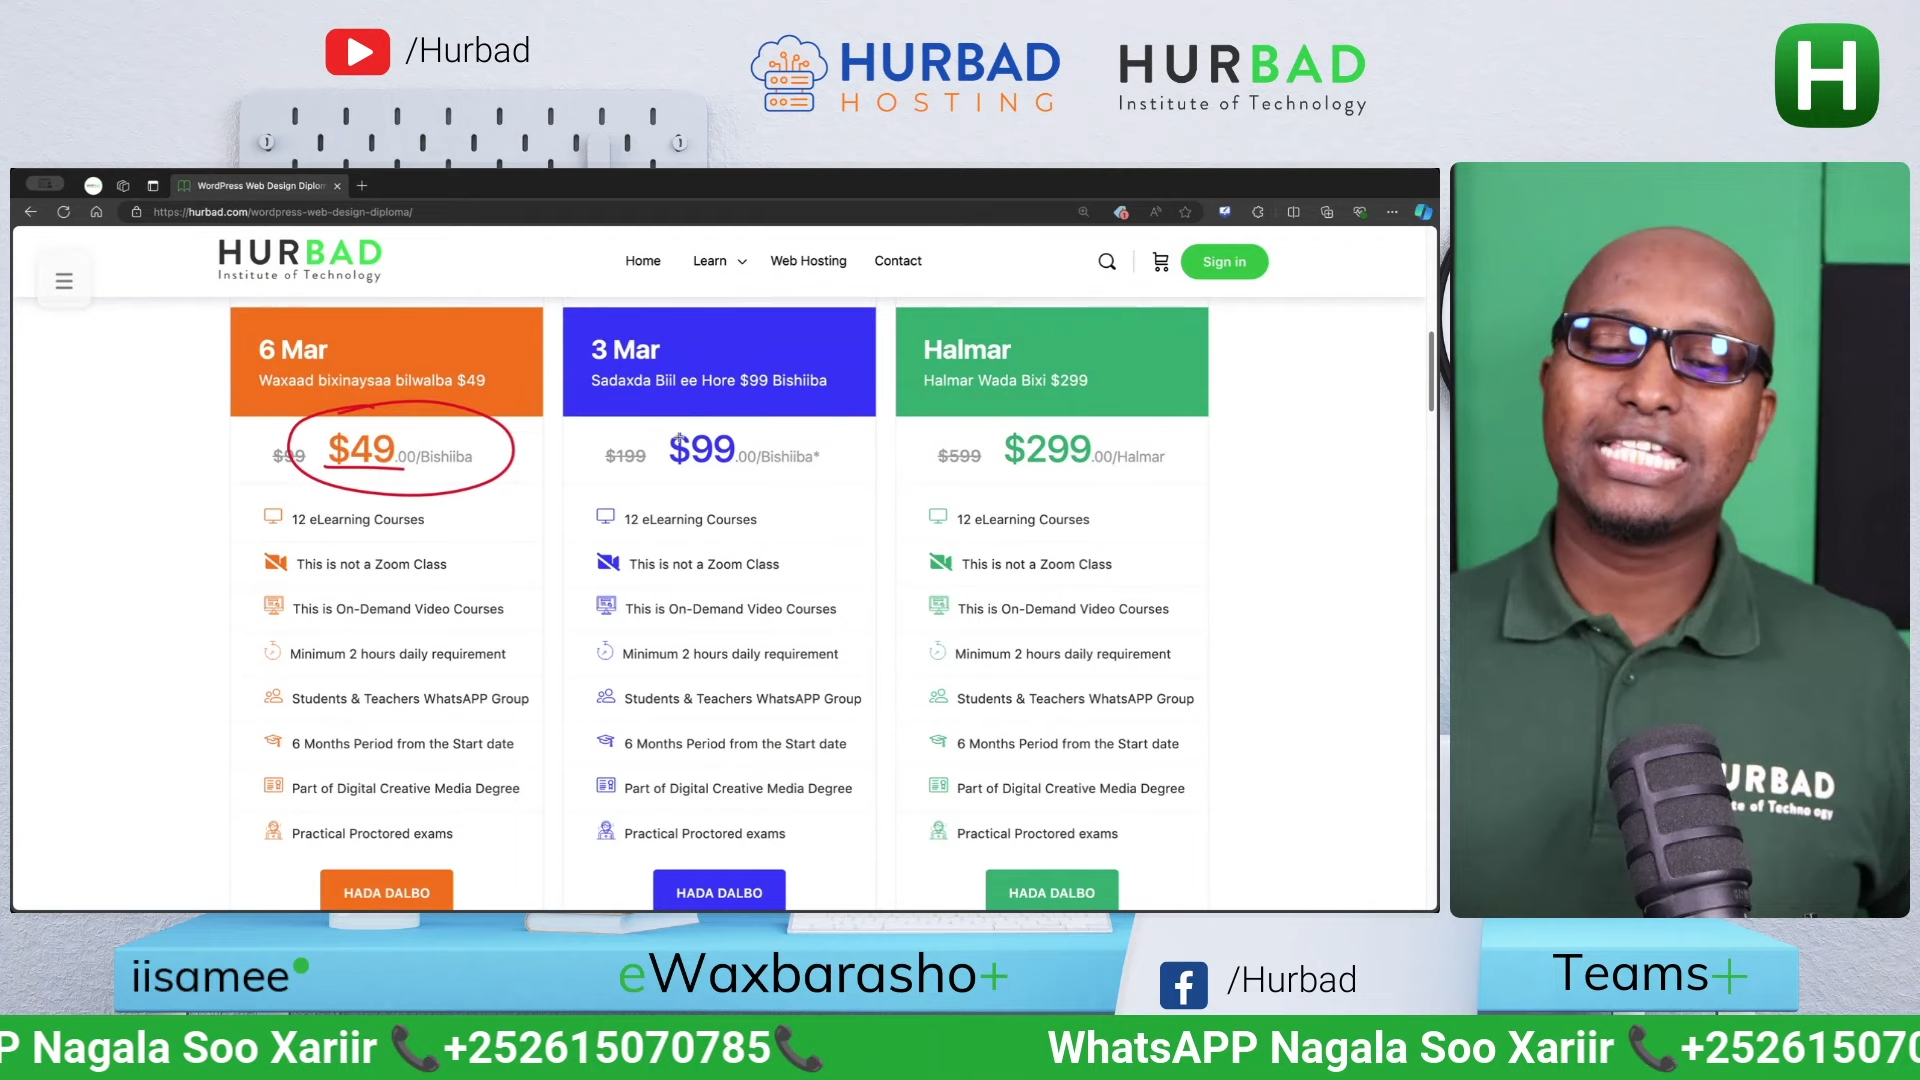 /Hurbad
HURBAD
HOSTING
HURBAD
Institute of Technology
H
WordPress Web Design Diplom
https://hurbad.com/wordpress-web-design-diploma/
HURBAD
Institute of Technology
Home
Learn
Web Hosting
Contact
Sign in
6 Mar
Waxaad bixinaysaa bilwalba $49
$99 $49.00/Bishiiba
12 eLearning Courses
This is not a Zoom Class
This is On-Demand Video Courses
Minimum 2 hours daily requirement
Students & Teachers WhatsAPP Group
6 Months Period from the Start date
Part of Digital Creative Media Degree
Practical Proctored exams
HADA DALBO
3 Mar
Sadaxda Biil ee Hore $99 Bishiiba
$199 $99.00/Bishiiba*
12 eLearning Courses
This is not a Zoom Class
This is On-Demand Video Courses
Minimum 2 hours daily requirement
Students & Teachers WhatsAPP Group
6 Months Period from the Start date
Part of Digital Creative Media Degree
Practical Proctored exams
HADA DALBO
Halmar
Halmar Wada Bixi $299
$599 $299.00/Halmar
12 eLearning Courses
This is not a Zoom Class
This is On-Demand Video Courses
Minimum 2 hours daily requirement
Students & Teachers WhatsAPP Group
6 Months Period from the Start date
Part of Digital Creative Media Degree
Practical Proctored exams
HADA DALBO
URBAD
te of Technology
iisamee
eWaxbarasho+
/Hurbad
Teams+
P Nagala Soo Xariir +252615070785
WhatsAPP Nagala Soo Xariir +252615070